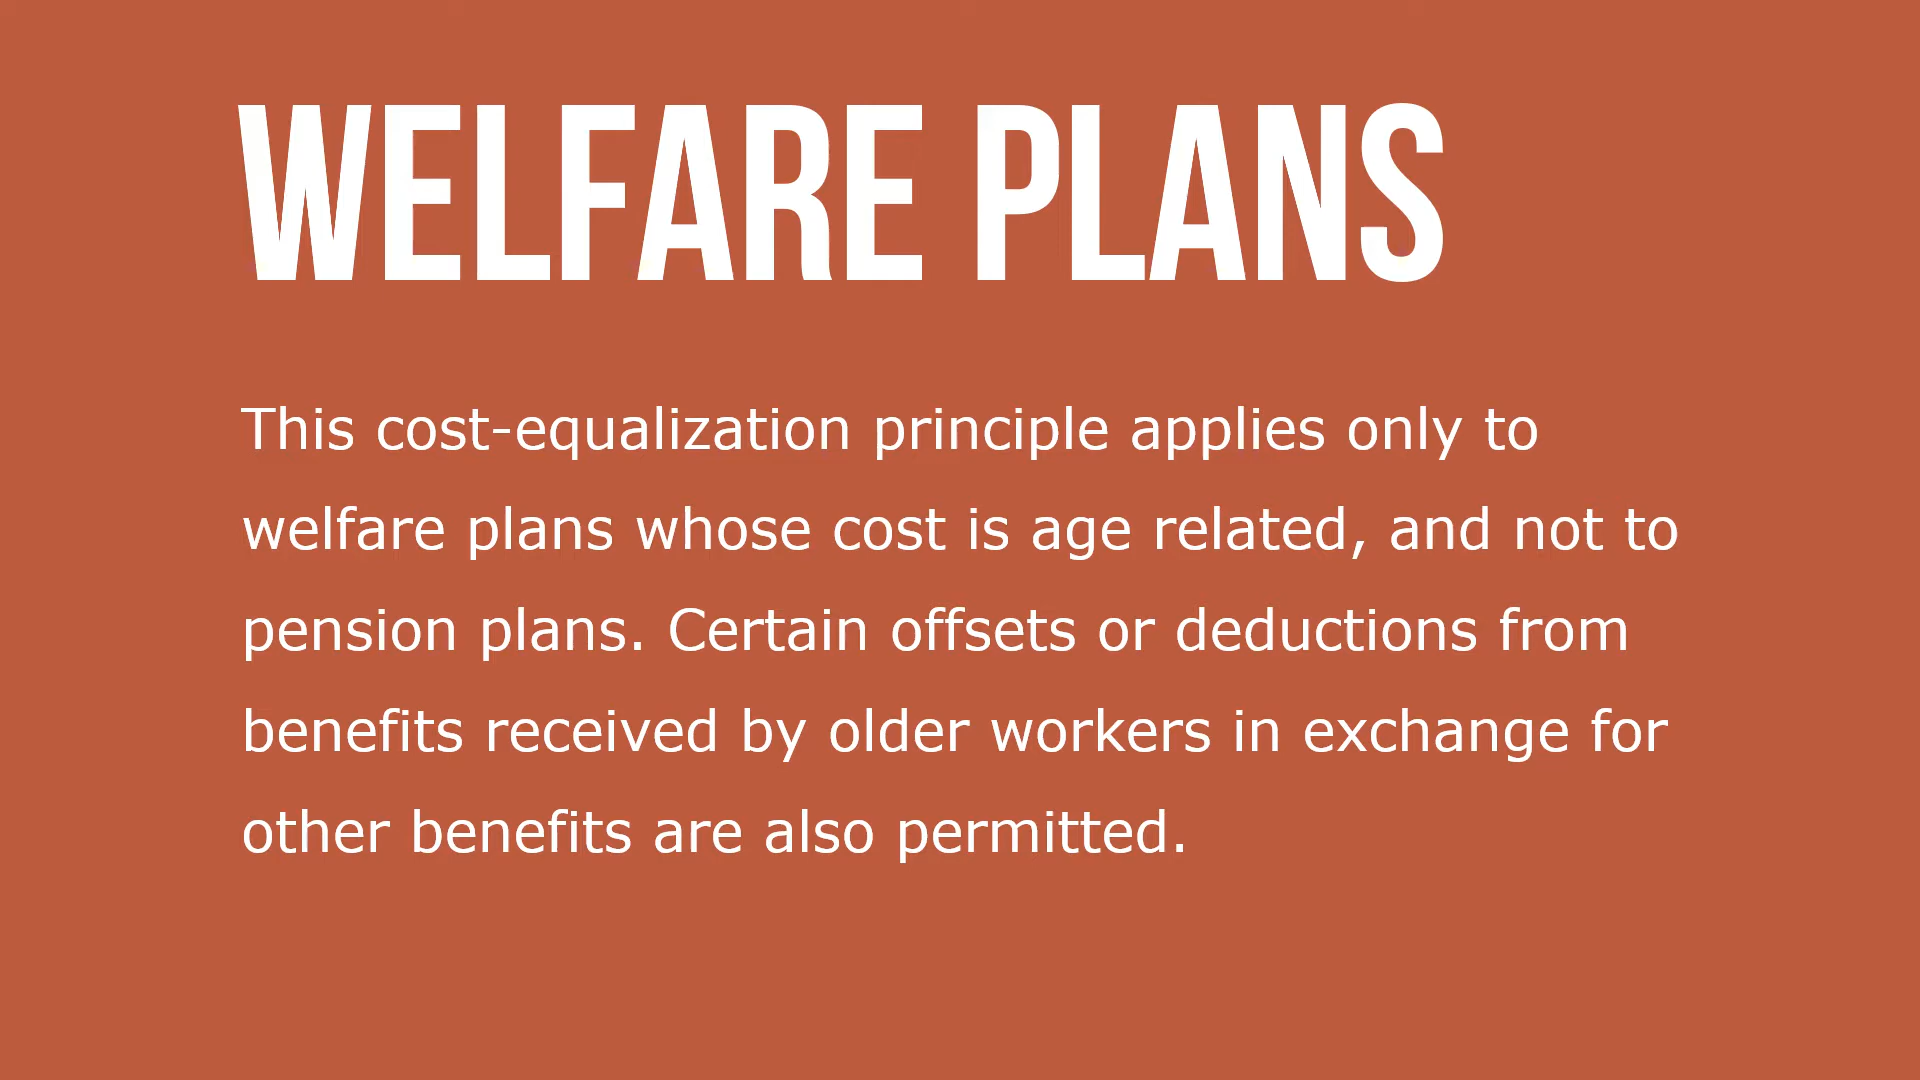 WELFARE PLANS
This cost-equalization principle applies only to
welfare plans whose cost is age related, and not to
pension plans. Certain offsets or deductions from
benefits received by older workers in exchange for
other benefits are also permitted.